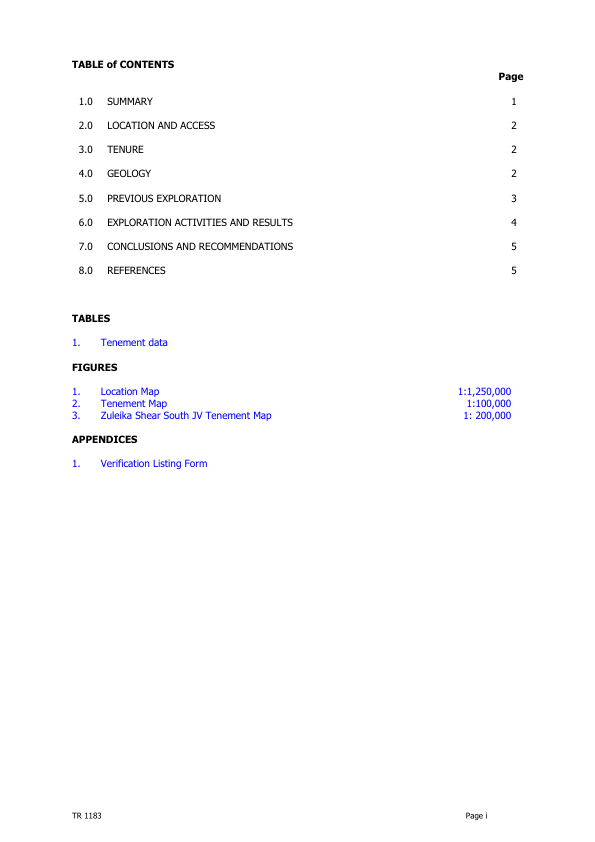 TABLE of CONTENTS
Page
1.0 SUMMARY 1
2.0 LOCATION AND ACCESS 2
3.0 TENURE 2
4.0 GEOLOGY 2
5.0 PREVIOUS EXPLORATION 3
6.0 EXPLORATION ACTIVITIES AND RESULTS 4
7.0 CONCLUSIONS AND RECOMMENDATIONS 5
8.0 REFERENCES 5
TABLES
1. Tenement data
FIGURES
1. Location Map 1:1,250,000
2. Tenement Map 1:100,000
3. Zuleika Shear South JV Tenement Map 1: 200,000
APPENDICES
1. Verification Listing Form
TR 1183 Page i